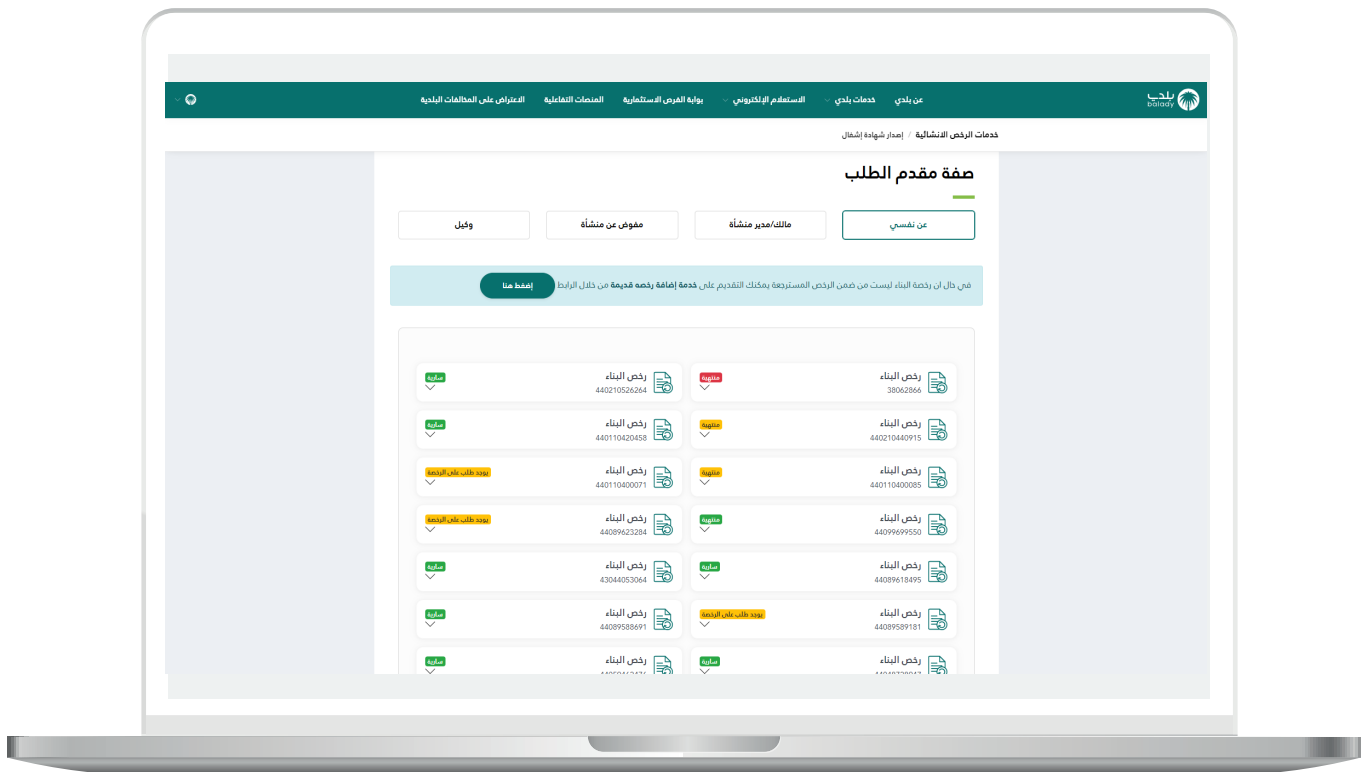 بلدي
balady
عن بلدي
خدمات بلدي
الاستعلام الإلكتروني
بوابة الفرص الاستثمارية
المنصات التفاعلية
الاعتراض على المخالفات البلدية
خدمات الرخص الانشائية / إصدار شهادة إشغال
صفة مقدم الطلب
عن نفسي
مالك/مدير منشأة
مفوض عن منشأة
وكيل
في حال ان رخصة البناء ليست من ضمن الرخص المسترجعة يمكنك التقديم على خدمة إضافة رخصه قديمة من خلال الرابط
إضغط هنا
رخص البناء
منتهية
38062866
رخص البناء
سارية
440210526264
رخص البناء
منتهية
440210440915
رخص البناء
سارية
440110420458
رخص البناء
منتهية
440110400085
رخص البناء
يوجد طلب على الرخصة
440110400071
رخص البناء
منتهية
44099699550
رخص البناء
يوجد طلب على الرخصة
44089623284
رخص البناء
سارية
44089618495
رخص البناء
سارية
43044053064
رخص البناء
يوجد طلب على الرخصة
44089589181
رخص البناء
سارية
44089588691
رخص البناء
سارية
رخص البناء
سارية